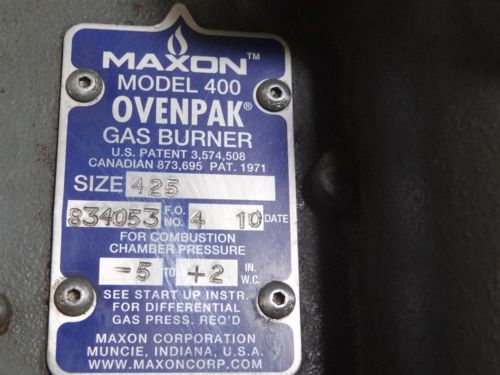 MAXON™
MODEL 400
OVENPAK®
GAS BURNER
U.S. PATENT 3,574,508
CANADIAN 873,695 PAT. 1971
SIZE 425
834053 F.O. NO. 4 10 DATE
FOR COMBUSTION
CHAMBER PRESSURE
-5 TO +2 IN. W.C.
SEE START UP INSTR.
FOR DIFFERENTIAL
GAS PRESS. REQ'D
MAXON CORPORATION
MUNCIE, INDIANA, U.S.A.
WWW.MAXONCORP.COM